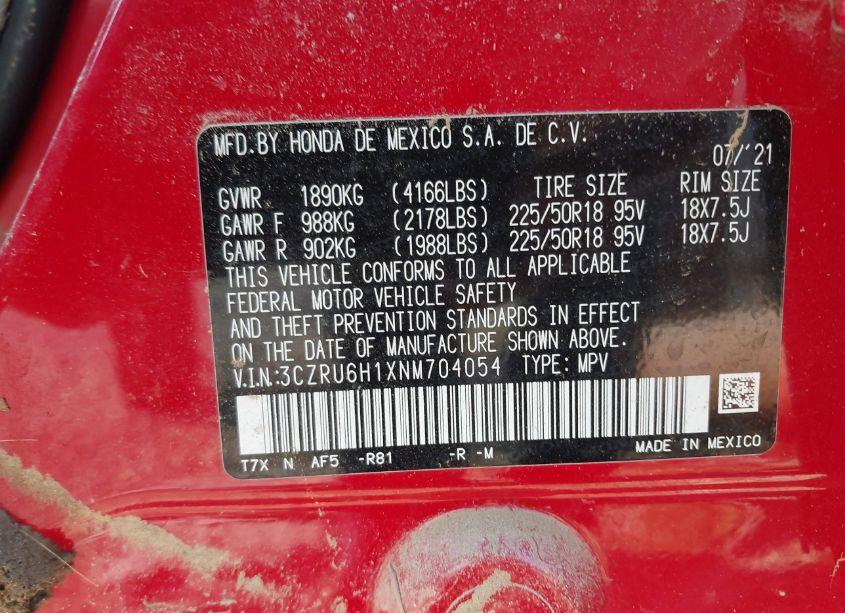 MFD.BY HONDA DE MEXICO S.A. DE C.V.
07/'21
GVWR 1890KG (4166LBS) TIRE SIZE RIM SIZE
GAWR F 988KG (2178LBS) 225/50R18 95V 18X7.5J
GAWR R 902KG (1988LBS) 225/50R18 95V 18X7.5J
THIS VEHICLE CONFORMS TO ALL APPLICABLE
FEDERAL MOTOR VEHICLE SAFETY
AND THEFT PREVENTION STANDARDS IN EFFECT
ON THE DATE OF MANUFACTURE SHOWN ABOVE.
V.I.N.:3CZRU6H1XNM704054 TYPE: MPV
T7X N AF5 -R81 -R -M MADE IN MEXICO